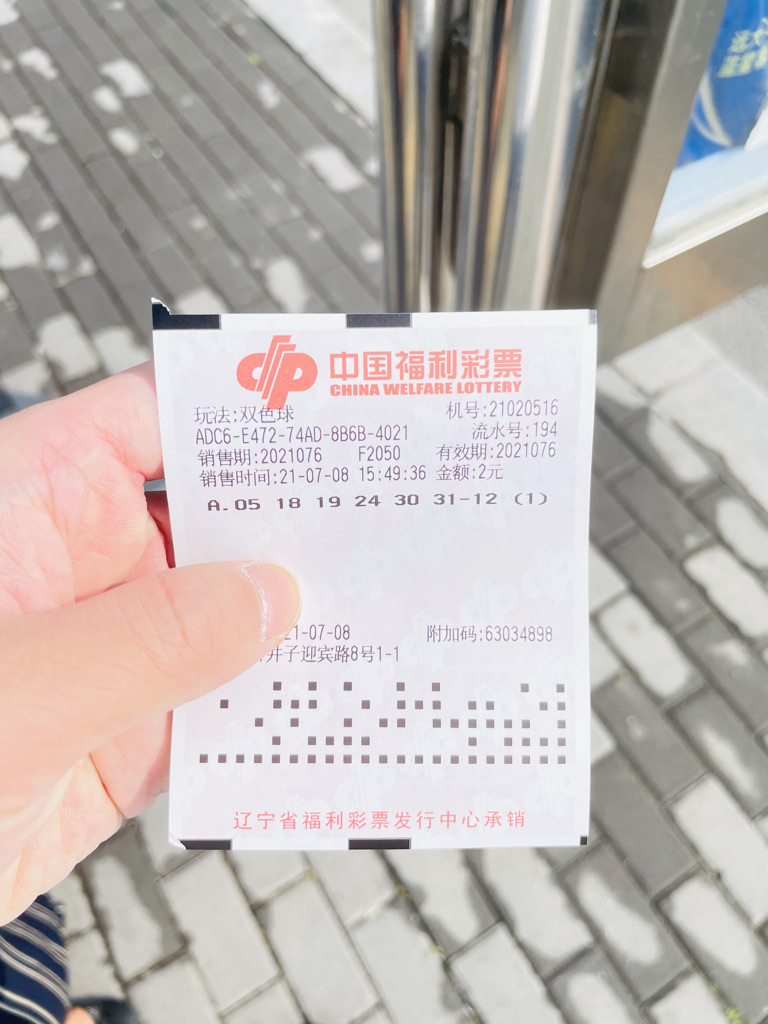 中国福利彩票
CHINA WELFARE LOTTERY
玩法:双色球 机号:21020516
ADC6-E472-74AD-8B6B-4021 流水号:194
销售期:2021076 F2050 有效期:2021076
销售时间:21-07-08 15:49:36 金额:2元
A.05 18 19 24 30 31-12 (1)
21-07-08 附加码:63034898
井子迎宾路8号1-1
辽宁省福利彩票发行中心承销